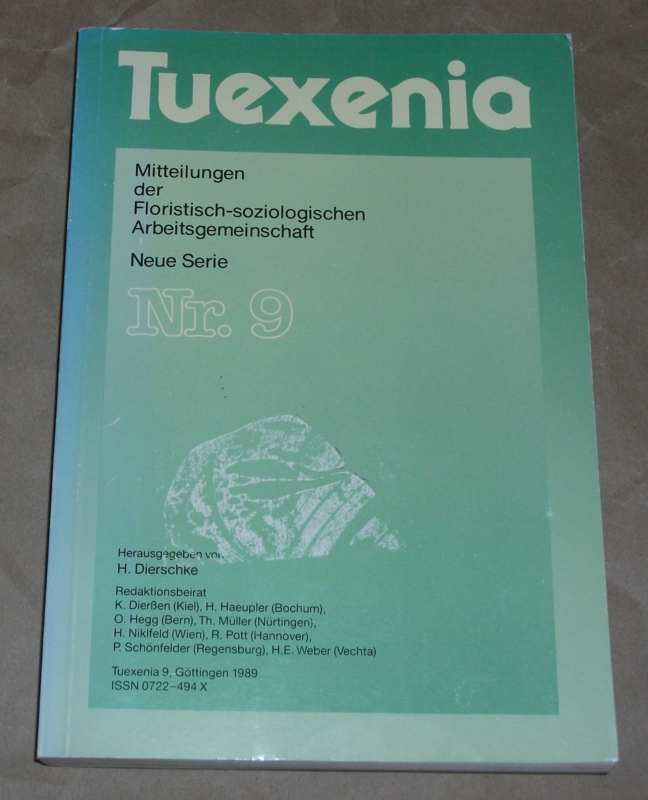 Tuexenia
Mitteilungen
der
Floristisch-soziologischen
Arbeitsgemeinschaft
Neue Serie
Nr. 9
Herausgegeben von
H. Dierschke
Redaktionsbeirat
K. Dierßen (Kiel), H. Haeupler (Bochum),
O. Hegg (Bern), Th. Müller (Nürtingen),
H. Niklfeld (Wien), R. Pott (Hannover),
P. Schönfelder (Regensburg), H.E. Weber (Vechta)
Tuexenia 9, Göttingen 1989
ISSN 0722–494 X